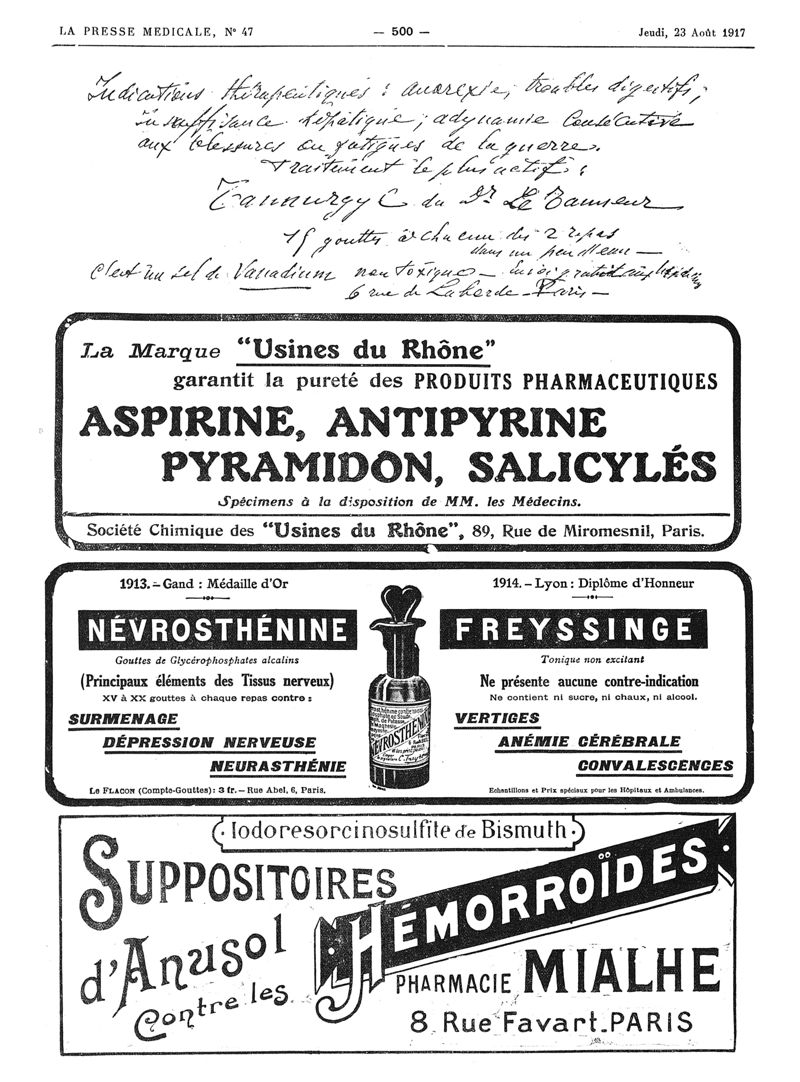 LA PRESSE MEDICALE, N° 47 — 500 — Jeudi, 23 Août 1917
Indications thérapeutiques : anorexie, troubles digestifs,
insuffisance hépatique, adynamie consécutive
aux blessures ou fatigues de la guerre.
Traitement le plus actif :
Tannurgyl du Dr Le Tanneur
15 gouttes à chacun des 2 repas
dans un peu d'eau —
C'est un sel de Vanadium non toxique — Envoi gratuit aux
6 rue de Laborde — Paris —
La Marque "Usines du Rhône"
garantit la pureté des PRODUITS PHARMACEUTIQUES
ASPIRINE, ANTIPYRINE
PYRAMIDON, SALICYLÉS
Spécimens à la disposition de MM. les Médecins.
Société Chimique des "Usines du Rhône", 89, Rue de Miromesnil, Paris.
1913. – Gand : Médaille d'Or
NÉVROSTHÉNINE
Gouttes de Glycérophosphates alcalins
(Principaux éléments des Tissus nerveux)
XV à XX gouttes à chaque repas contre :
SURMENAGE
DÉPRESSION NERVEUSE
NEURASTHÉNIE
Le FLACON (Compte-Gouttes) : 3 fr. – Rue Abel, 6, Paris.
NÉVROSTHÉNINE
1914. – Lyon : Diplôme d'Honneur
FREYSSINGE
Tonique non excitant
Ne présente aucune contre-indication
Ne contient ni sucre, ni chaux, ni alcool.
VERTIGES
ANÉMIE CÉRÉBRALE
CONVALESCENCES
Echantillons et Prix spéciaux pour les Hôpitaux et Ambulances.
Iodoresorcinosulfite de Bismuth
SUPPOSITOIRES
d'Anusol
Contre les
HÉMORROÏDES
PHARMACIE MIALHE
8 Rue Favart_PARIS